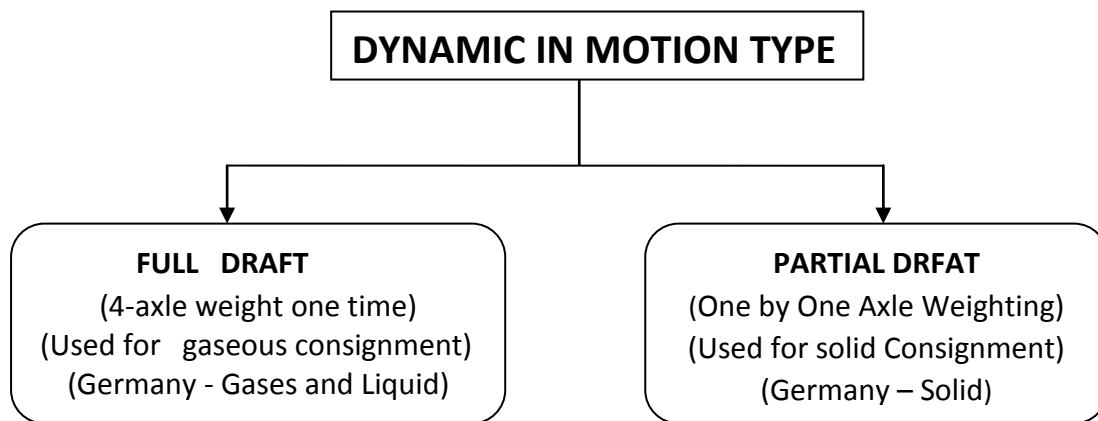 DYNAMIC IN MOTION TYPE
FULL DRAFT
(4-axle weight one time)
(Used for gaseous consignment)
(Germany - Gases and Liquid)
PARTIAL DRFAT
(One by One Axle Weighting)
(Used for solid Consignment)
(Germany – Solid)